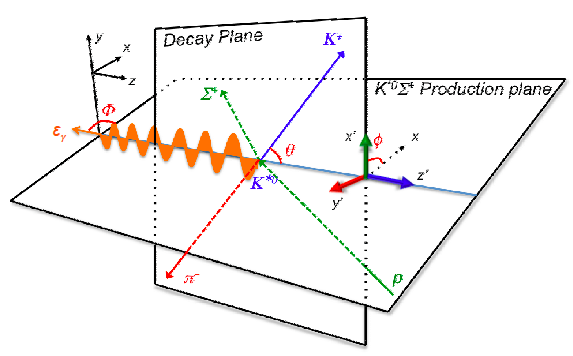 Decay Plane
K⁺
y
x
z
Σ⁺
K*⁰Σ⁺ Production plane
Φ
ε_γ
x'
ϕ
x
θ
K*⁰
z'
y'
π⁻
p